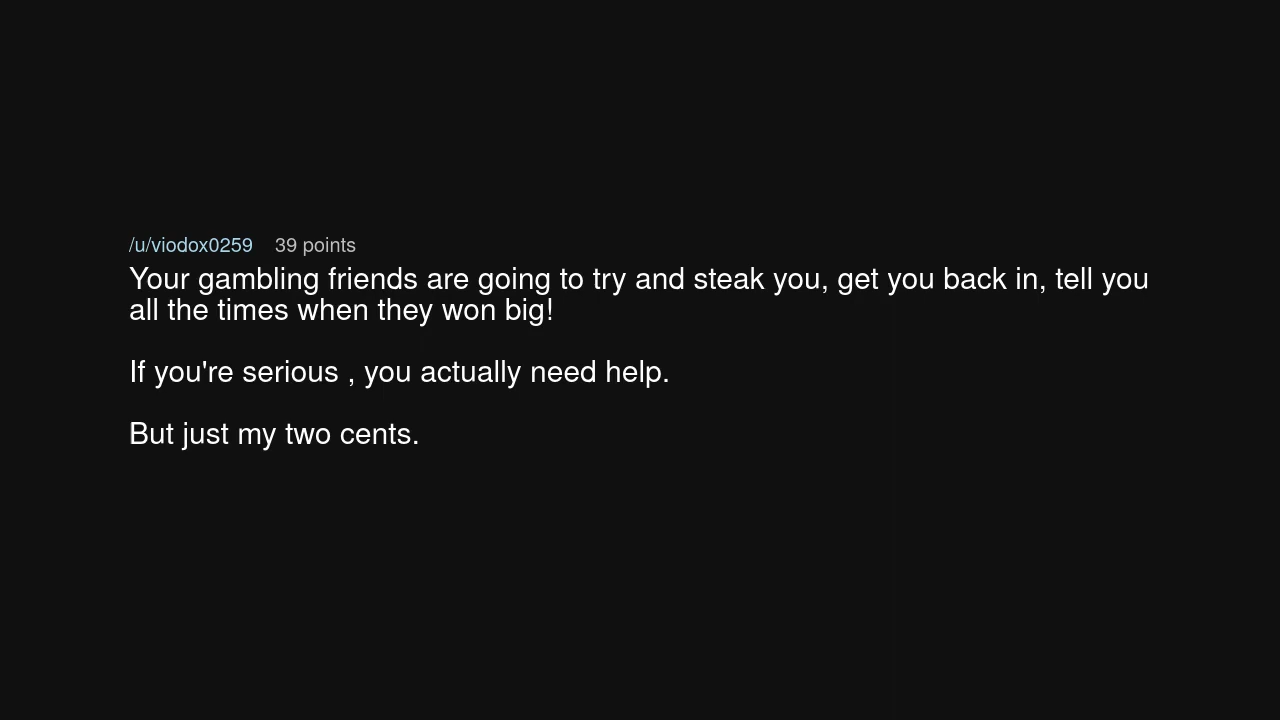 /u/viodox0259 39 points
Your gambling friends are going to try and steak you, get you back in, tell you
all the times when they won big!
If you're serious , you actually need help.
But just my two cents.